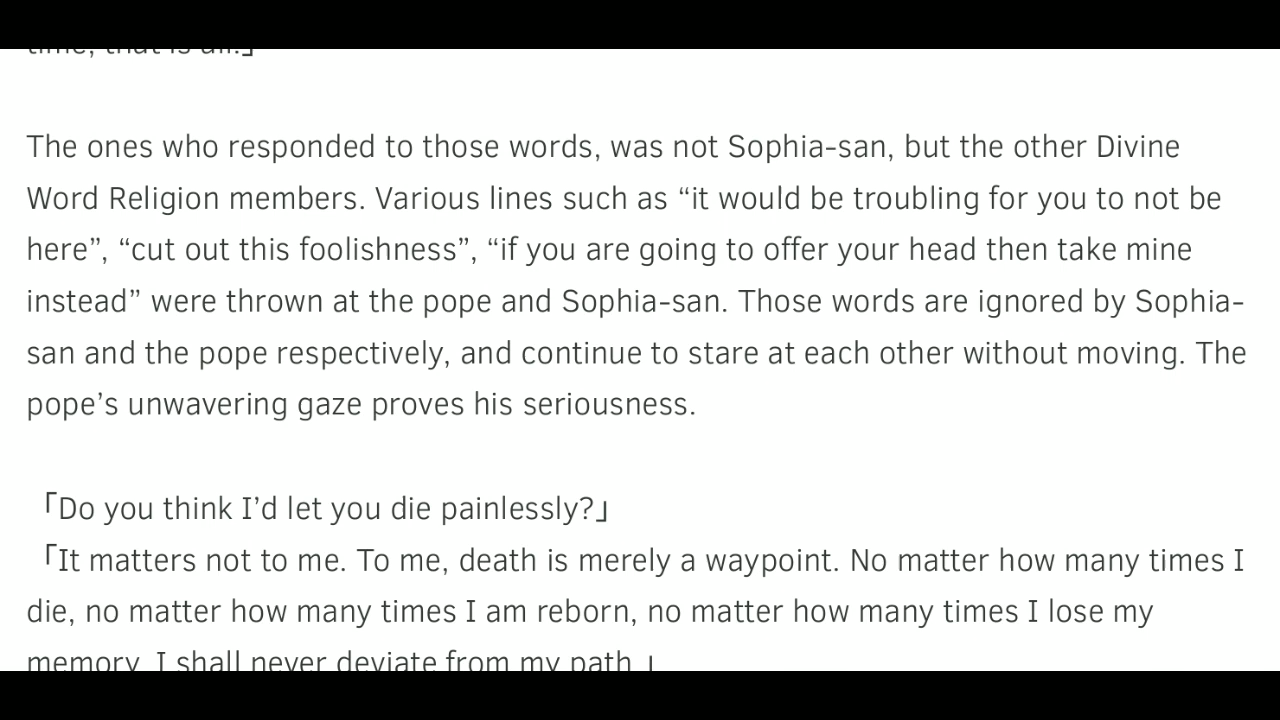 time, that is all.」
The ones who responded to those words, was not Sophia-san, but the other Divine
Word Religion members. Various lines such as “it would be troubling for you to not be
here”, “cut out this foolishness”, “if you are going to offer your head then take mine
instead” were thrown at the pope and Sophia-san. Those words are ignored by Sophia-
san and the pope respectively, and continue to stare at each other without moving. The
pope’s unwavering gaze proves his seriousness.
「Do you think I’d let you die painlessly?」
「It matters not to me. To me, death is merely a waypoint. No matter how many times I
die, no matter how many times I am reborn, no matter how many times I lose my
memory, I shall never deviate from my path.」